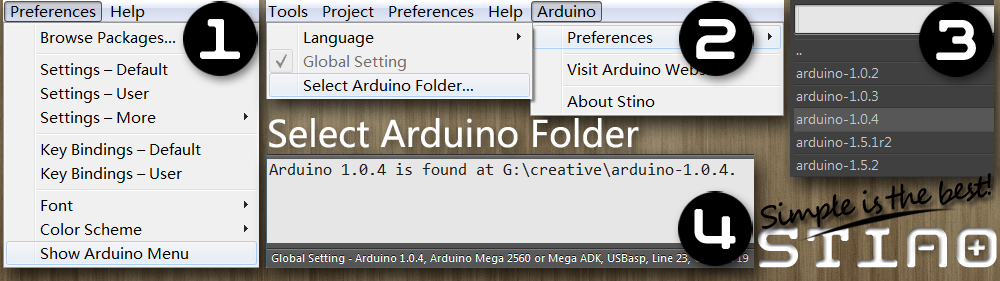 Preferences Help
Browse Packages...
Settings – Default
Settings – User
Settings – More
Key Bindings – Default
Key Bindings – User
Font
Color Scheme
Show Arduino Menu
1
Tools Project Preferences Help Arduino
Language
Global Setting
Select Arduino Folder...
Preferences
Visit Arduino
About Stino
2
Select Arduino Folder
Arduino 1.0.4 is found at G:\creative\arduino-1.0.4.
Global Setting - Arduino 1.0.4, Arduino Mega 2560 or Mega ADK, USBasp, Line 23, 19
4
3
..
arduino-1.0.2
arduino-1.0.3
arduino-1.0.4
arduino-1.5.1r2
arduino-1.5.2
Simple is the best!
STINO